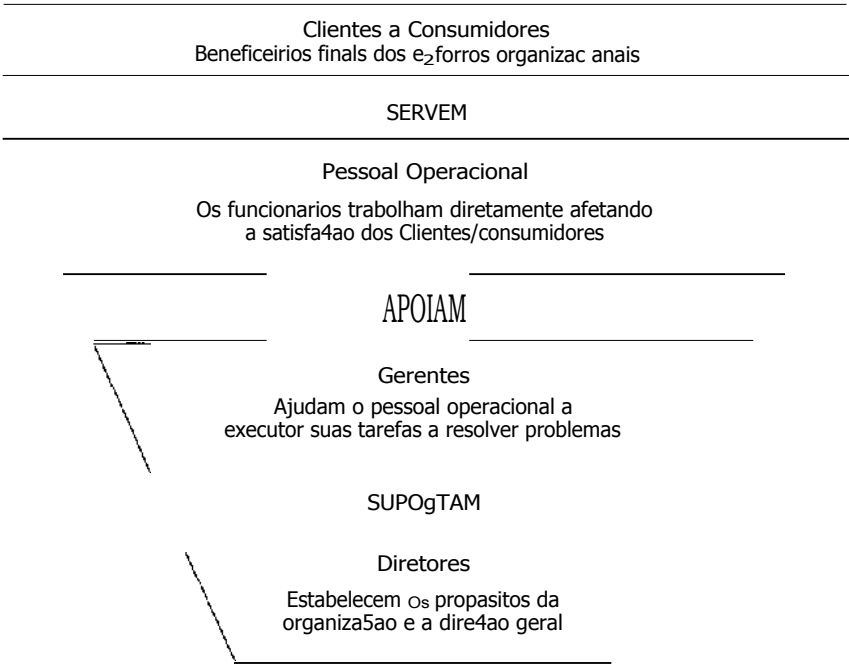 Clientes a Consumidores
Beneficeirios finals dos e2forros organizac anais
SERVEM
Pessoal Operacional
Os funcionarios trabolham diretamente afetando
a satisfa4ao dos Clientes/consumidores
APOIAM
Gerentes
Ajudam o pessoal operacional a
executor suas tarefas a resolver problemas
SUPOgTAM
Diretores
Estabelecem Os propasitos da
organiza5ao e a dire4ao geral